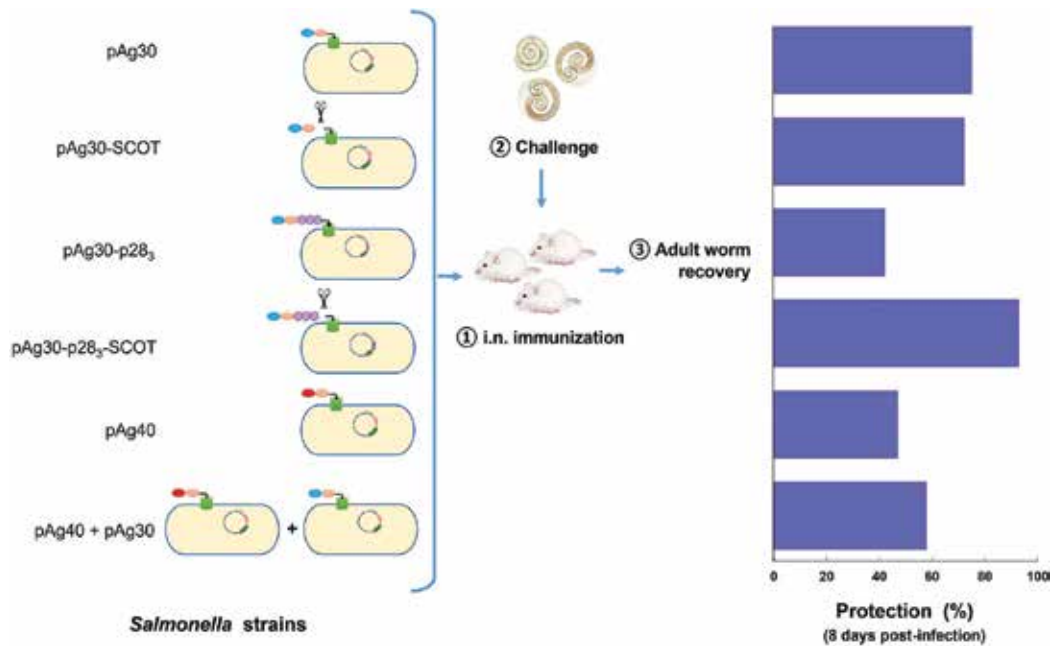 pAg30
pAg30-SCOT
pAg30-p28₃
pAg30-p28₃-SCOT
pAg40
pAg40 + pAg30
+
Salmonella strains
② Challenge
① i.n. immunization
③ Adult worm
recovery
0 20 40 60 80 100
Protection (%)
(8 days post-infection)